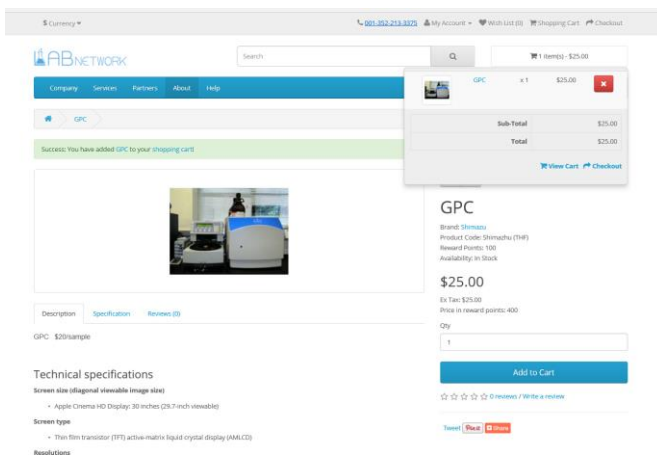 $ Currency
001-352-213-3375 My Account Wish List (0) Shopping Cart Checkout
LABNETWORK
Search
1 item(s) - $25.00
Company Services Partners About Help
GPC x 1 $25.00
Sub-Total $25.00
Total $25.00
View Cart Checkout
GPC
Success: You have added GPC to your shopping cart!
GPC
Brand: Shimazu
Product Code: Shimazhu (THF)
Reward Points: 100
Availability: In Stock
$25.00
Ex Tax: $25.00
Price in reward points: 400
Qty
1
Add to Cart
0 reviews / Write a review
Tweet Pin it Share
Description Specification Reviews (0)
GPC $20/sample
Technical specifications
Screen size (diagonal viewable image size)
Apple Cinema HD Display: 30 inches (29.7-inch viewable)
Screen type
Thin film transistor (TFT) active-matrix liquid crystal display (AMLCD)
Resolutions